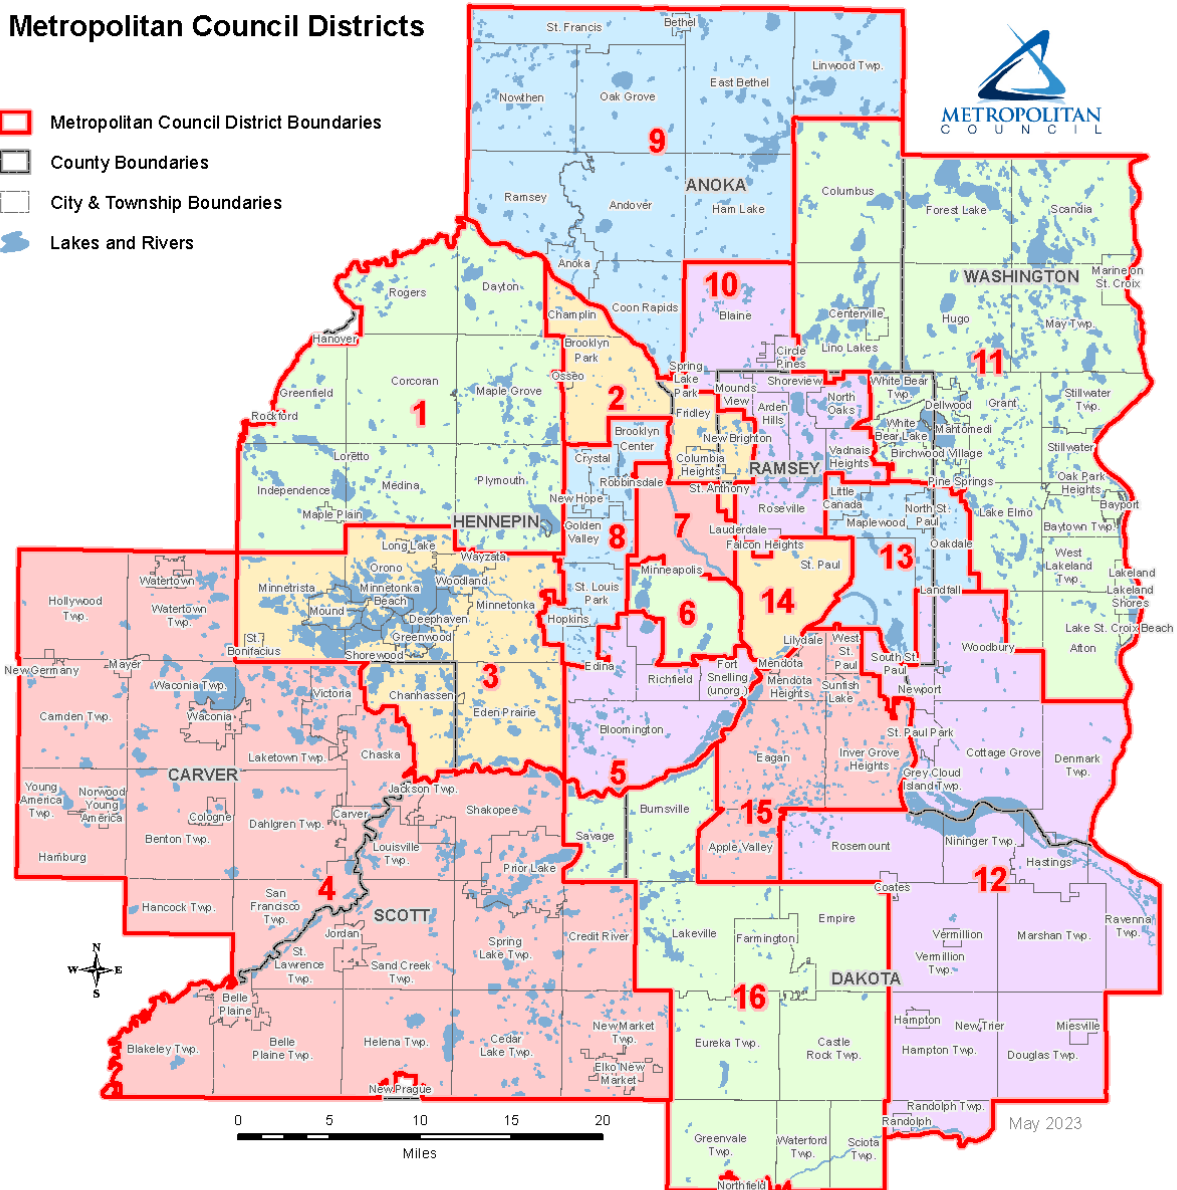 Metropolitan Council Districts
Metropolitan Council District Boundaries
County Boundaries
City & Township Boundaries
Lakes and Rivers
METROPOLITAN
COUNCIL
St. Francis
Bethel
Linwood Twp.
Nowthen
Oak Grove
East Bethel
9
ANOKA
Ramsey
Andover
Ham Lake
Columbus
Forest Lake
Scandia
Anoka
WASHINGTON
Marine on
St. Croix
Rogers
Dayton
10
Coon Rapids
Blaine
Champlin
Centerville
Hugo
May Twp.
Hanover
Brooklyn
Park
Circle
Pines
Lino Lakes
11
Osseo
Spring
Lake
Park
Corcoran
Maple Grove
Greenfield
Mounds
View
Shoreview
White Bear
Twp.
Rockford
1
2
Fridley
Arden
Hills
North
Oaks
Dellwood
Grant
Stillwater
Twp.
Brooklyn
Center
New Brighton
White
Bear Lake
Mahtomedi
Birchwood Village
Stillwater
Loretto
Crystal
Robbinsdale
Columbia
Heights
RAMSEY
Vadnais
Heights
Medina
Plymouth
Independence
St. Anthony
Pine Springs
Oak Park
Heights
Bayport
Maple Plain
New Hope
HENNEPIN
Golden
Valley
8
7
Roseville
Little
Canada
Maplewood
North St.
Paul
Lake Elmo
Baytown Twp.
Lauderdale
Falcon Heights
13
Oakdale
Long Lake
Wayzata
West
Lakeland
Twp.
Orono
Woodland
Minneapolis
St. Paul
Lakeland
Lakeland
Shores
Watertown
Minnetrista
Minnetonka
Beach
Minnetonka
St. Louis
Park
14
Landfall
Hollywood
Twp.
Watertown
Twp.
Mound
Deephaven
Hopkins
6
Lake St. Croix Beach
Greenwood
Lilydale
West
St.
Paul
Woodbury
Afton
St.
Bonifacius
Shorewood
New Germany
Mayer
Edina
Richfield
Fort
Snelling
(unorg.)
Mendota
Mendota
Heights
Sunfish
Lake
South St.
Paul
Newport
Waconia Twp.
Victoria
Chanhassen
3
Eden Prairie
Camden Twp.
Waconia
Bloomington
St. Paul Park
Laketown Twp.
Chaska
Eagan
Inver Grove
Heights
Cottage Grove
Denmark
Twp.
CARVER
5
Grey Cloud
Island Twp.
Young
America
Twp.
Norwood
Young
America
Jackson Twp.
Shakopee
Burnsville
Cologne
Carver
15
Benton Twp.
Dahlgren Twp.
Louisville
Twp.
Savage
Apple Valley
Rosemount
Nininger Twp.
Hastings
Hamburg
Prior Lake
4
12
San
Francisco
Twp.
Coates
Hancock Twp.
SCOTT
Empire
Ravenna
Twp.
Jordan
Lakeville
Farmington
Vermillion
Marshan Twp.
St.
Lawrence
Twp.
Sand Creek
Twp.
Spring
Lake Twp.
Credit River
Vermillion
Twp.
N
W
E
S
DAKOTA
Belle
Plaine
16
Hampton
New Trier
Miesville
Blakeley Twp.
Belle
Plaine Twp.
Helena Twp.
Cedar
Lake Twp.
New Market
Twp.
Eureka Twp.
Castle
Rock Twp.
Hampton Twp.
Douglas Twp.
Elko New
Market
New Prague
Randolph Twp.
Randolph
May 2023
0 5 10 15 20
Miles
Greenvale
Twp.
Waterford
Twp.
Sciota
Twp.
Northfield